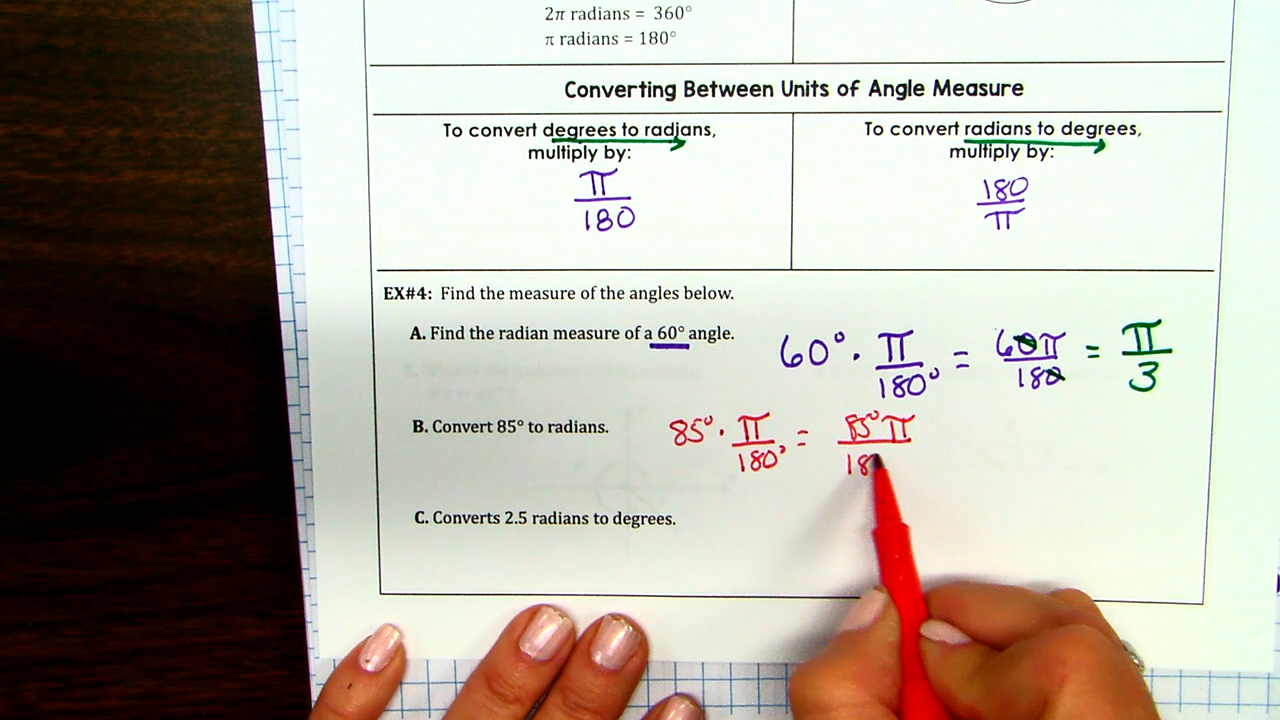 2π radians = 360°
π radians = 180°
Converting Between Units of Angle Measure
To convert degrees to radians,
multiply by:
π
180
To convert radians to degrees,
multiply by:
180
π
EX#4: Find the measure of the angles below.
A. Find the radian measure of a 60° angle.
60° · π/180° = 60π/180 = π/3
B. Convert 85° to radians.
85° · π/180° = 85°π/18
C. Converts 2.5 radians to degrees.